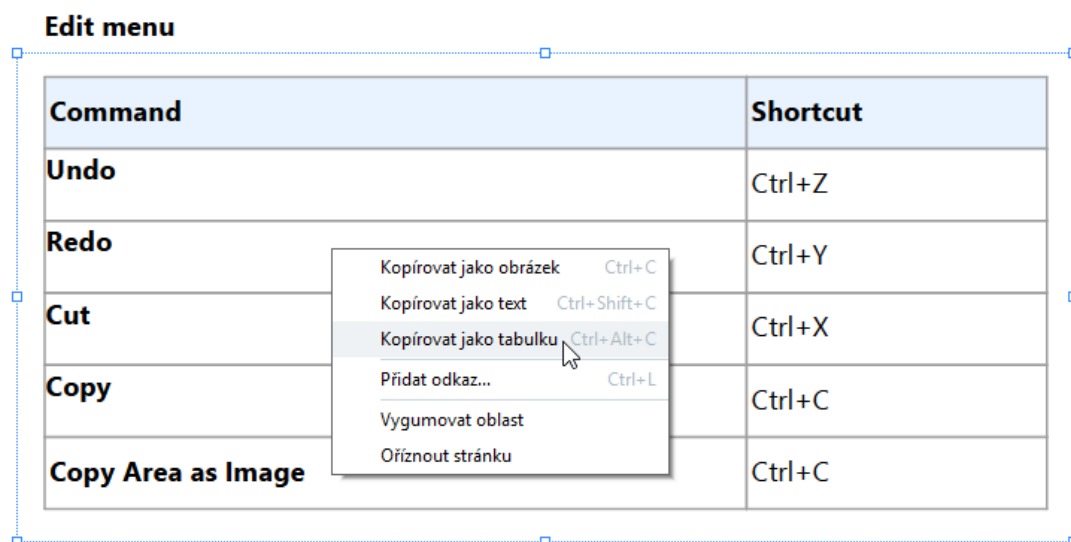 Edit menu
Command Shortcut
Undo Ctrl+Z
Redo Ctrl+Y
Cut Ctrl+X
Copy Ctrl+C
Copy Area as Image Ctrl+C
Kopírovat jako obrázek Ctrl+C
Kopírovat jako text Ctrl+Shift+C
Kopírovat jako tabulku Ctrl+Alt+C
Přidat odkaz... Ctrl+L
Vygumovat oblast
Oříznout stránku